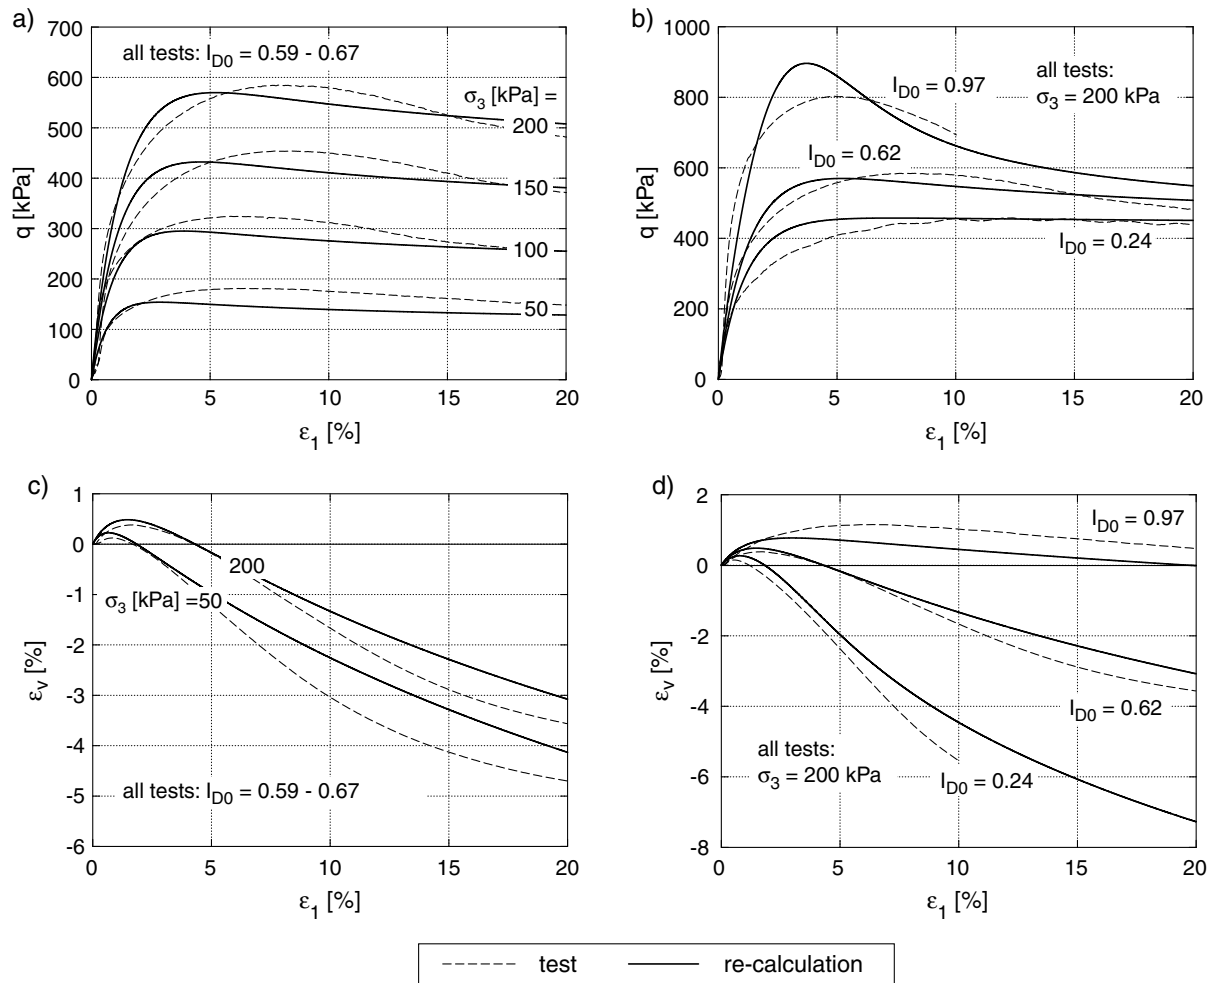 a)
700
600
500
400
300
200
100
0
q [kPa]
all tests: I_D0 = 0.59 - 0.67
σ_3 [kPa] =
200
150
100
50
0 5 10 15 20
ε_1 [%]
b)
1000
800
600
400
200
0
q [kPa]
all tests:
σ_3 = 200 kPa
I_D0 = 0.97
I_D0 = 0.62
I_D0 = 0.24
0 5 10 15 20
ε_1 [%]
c)
1
0
-1
-2
-3
-4
-5
-6
ε_v [%]
200
σ_3 [kPa] =50
all tests: I_D0 = 0.59 - 0.67
0 5 10 15 20
ε_1 [%]
d)
2
0
-2
-4
-6
-8
ε_v [%]
I_D0 = 0.97
I_D0 = 0.62
all tests:
σ_3 = 200 kPa
I_D0 = 0.24
0 5 10 15 20
ε_1 [%]
test
re-calculation